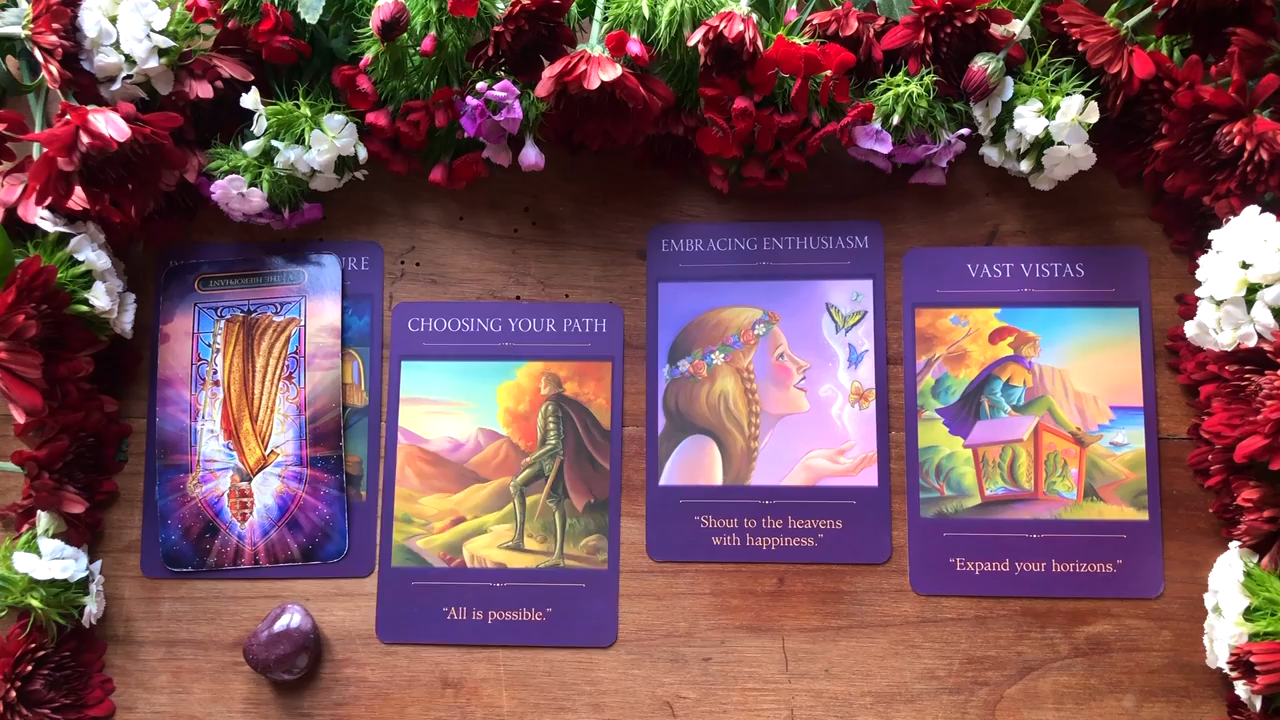 V THE HIEROPHANT
CHOOSING YOUR PATH
"All is possible."
EMBRACING ENTHUSIASM
"Shout to the heavens
with happiness."
VAST VISTAS
"Expand your horizons."